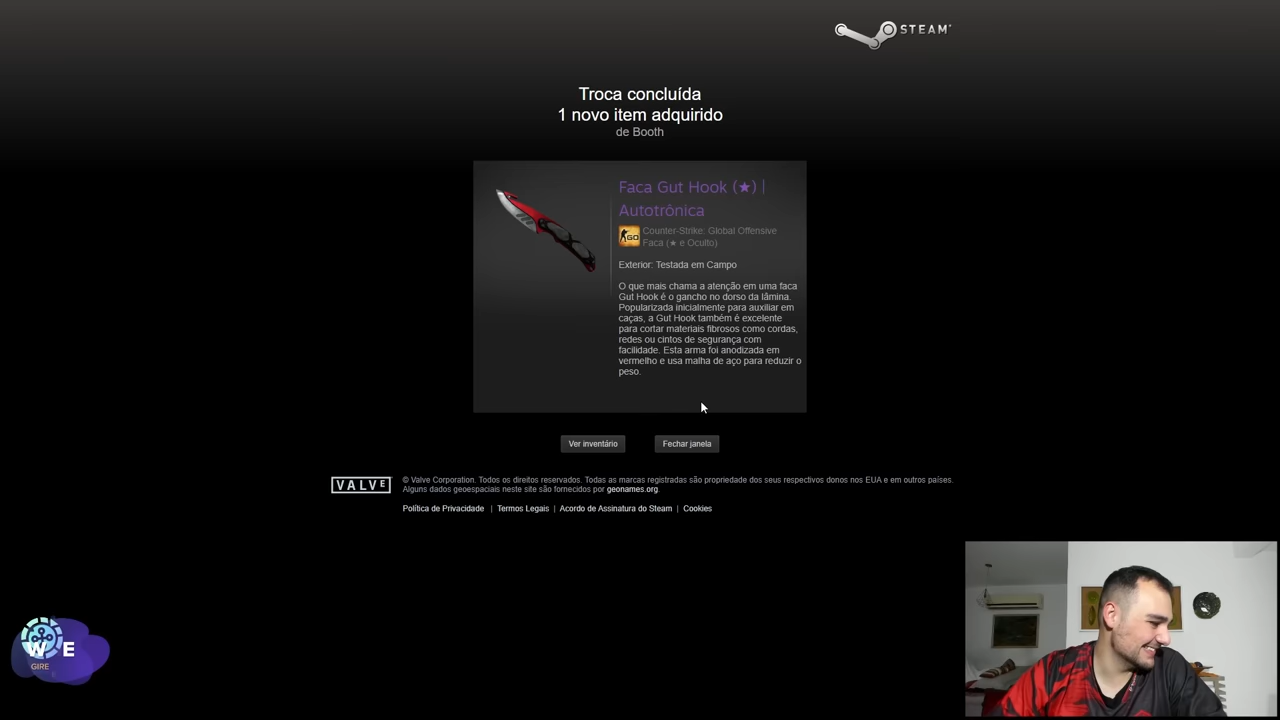 STEAM
Troca concluída
1 novo item adquirido
de Booth
Faca Gut Hook (★) |
Autotrônica
Counter-Strike: Global Offensive
Faca (★ e Oculto)
Exterior: Testada em Campo
O que mais chama a atenção em uma faca
Gut Hook é o gancho no dorso da lâmina.
Popularizada inicialmente para auxiliar em
caças, a Gut Hook também é excelente
para cortar materiais fibrosos como cordas,
redes ou cintos de segurança com
facilidade. Esta arma foi anodizada em
vermelho e usa malha de aço para reduzir o
peso.
Ver inventário
Fechar janela
VALVE
© Valve Corporation. Todos os direitos reservados. Todas as marcas registradas são propriedade dos seus respectivos donos nos EUA e em outros países.
Alguns dados geoespaciais neste site são fornecidos por geonames.org.
Política de Privacidade | Termos Legais | Acordo de Assinatura do Steam | Cookies
W E
GIRE